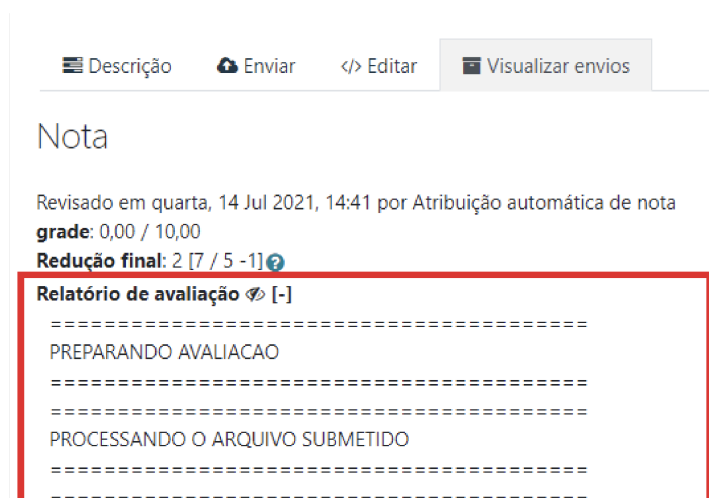 Descrição Enviar </> Editar Visualizar envios
Nota
Revisado em quarta, 14 Jul 2021, 14:41 por Atribuição automática de nota
grade: 0,00 / 10,00
Redução final: 2 [7 / 5 -1]
Relatório de avaliação [-]
========================================
PREPARANDO AVALIACAO
========================================
========================================
PROCESSANDO O ARQUIVO SUBMETIDO
========================================
========================================